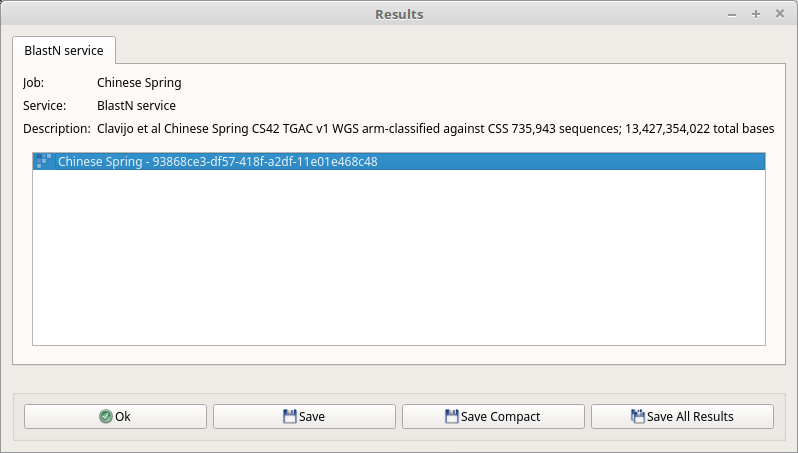 Results
BlastN service
Job: Chinese Spring
Service: BlastN service
Description: Clavijo et al Chinese Spring CS42 TGAC v1 WGS arm-classified against CSS 735,943 sequences; 13,427,354,022 total bases
Chinese Spring - 93868ce3-df57-418f-a2df-11e01e468c48
Ok Save Save Compact Save All Results